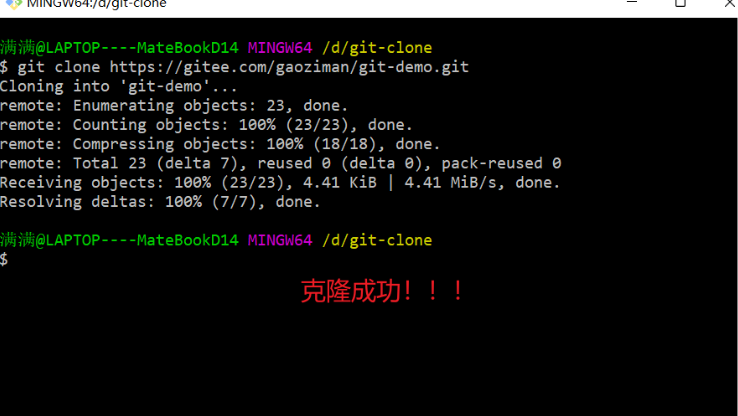 MINGW64:/d/git-clone
满满@LAPTOP----MateBookD14 MINGW64 /d/git-clone
$ git clone https://gitee.com/gaoziman/git-demo.git
Cloning into 'git-demo'...
remote: Enumerating objects: 23, done.
remote: Counting objects: 100% (23/23), done.
remote: Compressing objects: 100% (18/18), done.
remote: Total 23 (delta 7), reused 0 (delta 0), pack-reused 0
Receiving objects: 100% (23/23), 4.41 KiB | 4.41 MiB/s, done.
Resolving deltas: 100% (7/7), done.
满满@LAPTOP----MateBookD14 MINGW64 /d/git-clone
$
克隆成功！！！